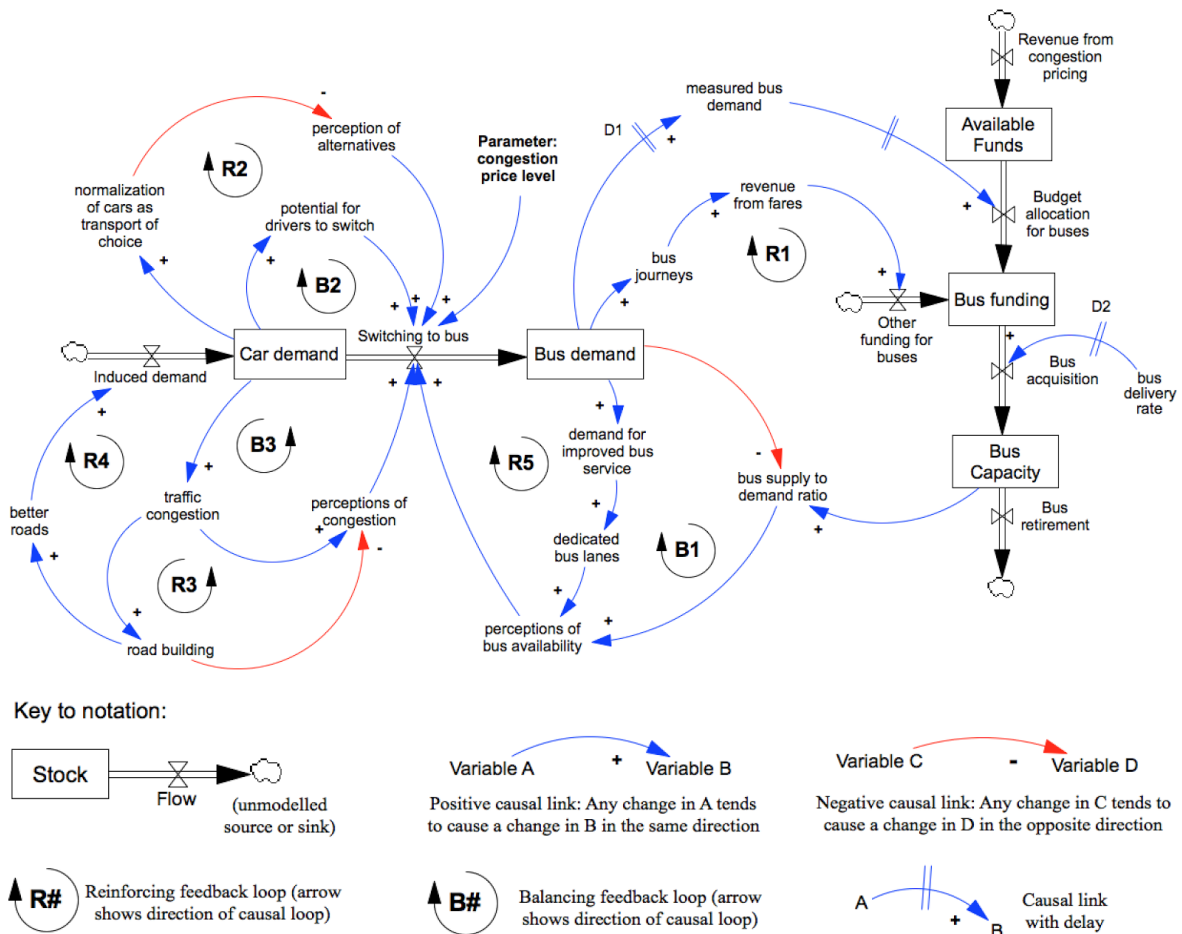 Revenue from
congestion
pricing
Available
Funds
measured bus
demand
D1
+
-
perception of
alternatives
Parameter:
congestion
price level
R2
normalization
of cars as
transport of
choice
+
potential for
drivers to switch
+
B2
revenue
from fares
+
R1
bus
journeys
+
+
Budget
allocation
for buses
+
Other
funding for
buses
Bus funding
D2
+
Bus
acquisition
bus
delivery
rate
+
+
+
Switching to bus
Car demand
Bus demand
Induced demand
+
+
+
R4
B3
+
better
roads
+
traffic
congestion
perceptions of
congestion
+
-
R3
+
road building
+
demand for
improved bus
service
R5
+
dedicated
bus lanes
+
perceptions of
bus availability
+
B1
-
bus supply to
demand ratio
+
Bus
Capacity
Bus
retirement
Key to notation:
Stock
Flow
(unmodelled
source or sink)
Variable A
+
Variable B
Positive causal link: Any change in A tends
to cause a change in B in the same direction
Variable C
-
Variable D
Negative causal link: Any change in C tends to
cause a change in D in the opposite direction
R#
Reinforcing feedback loop (arrow
shows direction of causal loop)
B#
Balancing feedback loop (arrow
shows direction of causal loop)
A
+
B
Causal link
with delay